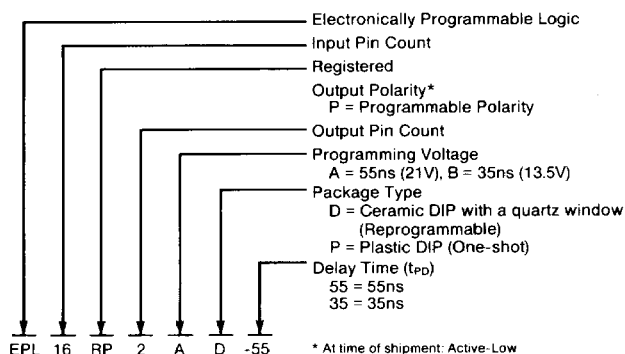 Electronically Programmable Logic
Input Pin Count
Registered
Output Polarity*
P = Programmable Polarity
Output Pin Count
Programming Voltage
A = 55ns (21V), B = 35ns (13.5V)
Package Type
D = Ceramic DIP with a quartz window
(Reprogrammable)
P = Plastic DIP (One-shot)
Delay Time (tPD)
55 = 55ns
35 = 35ns
EPL 16 RP 2 A D -55
* At time of shipment: Active-Low